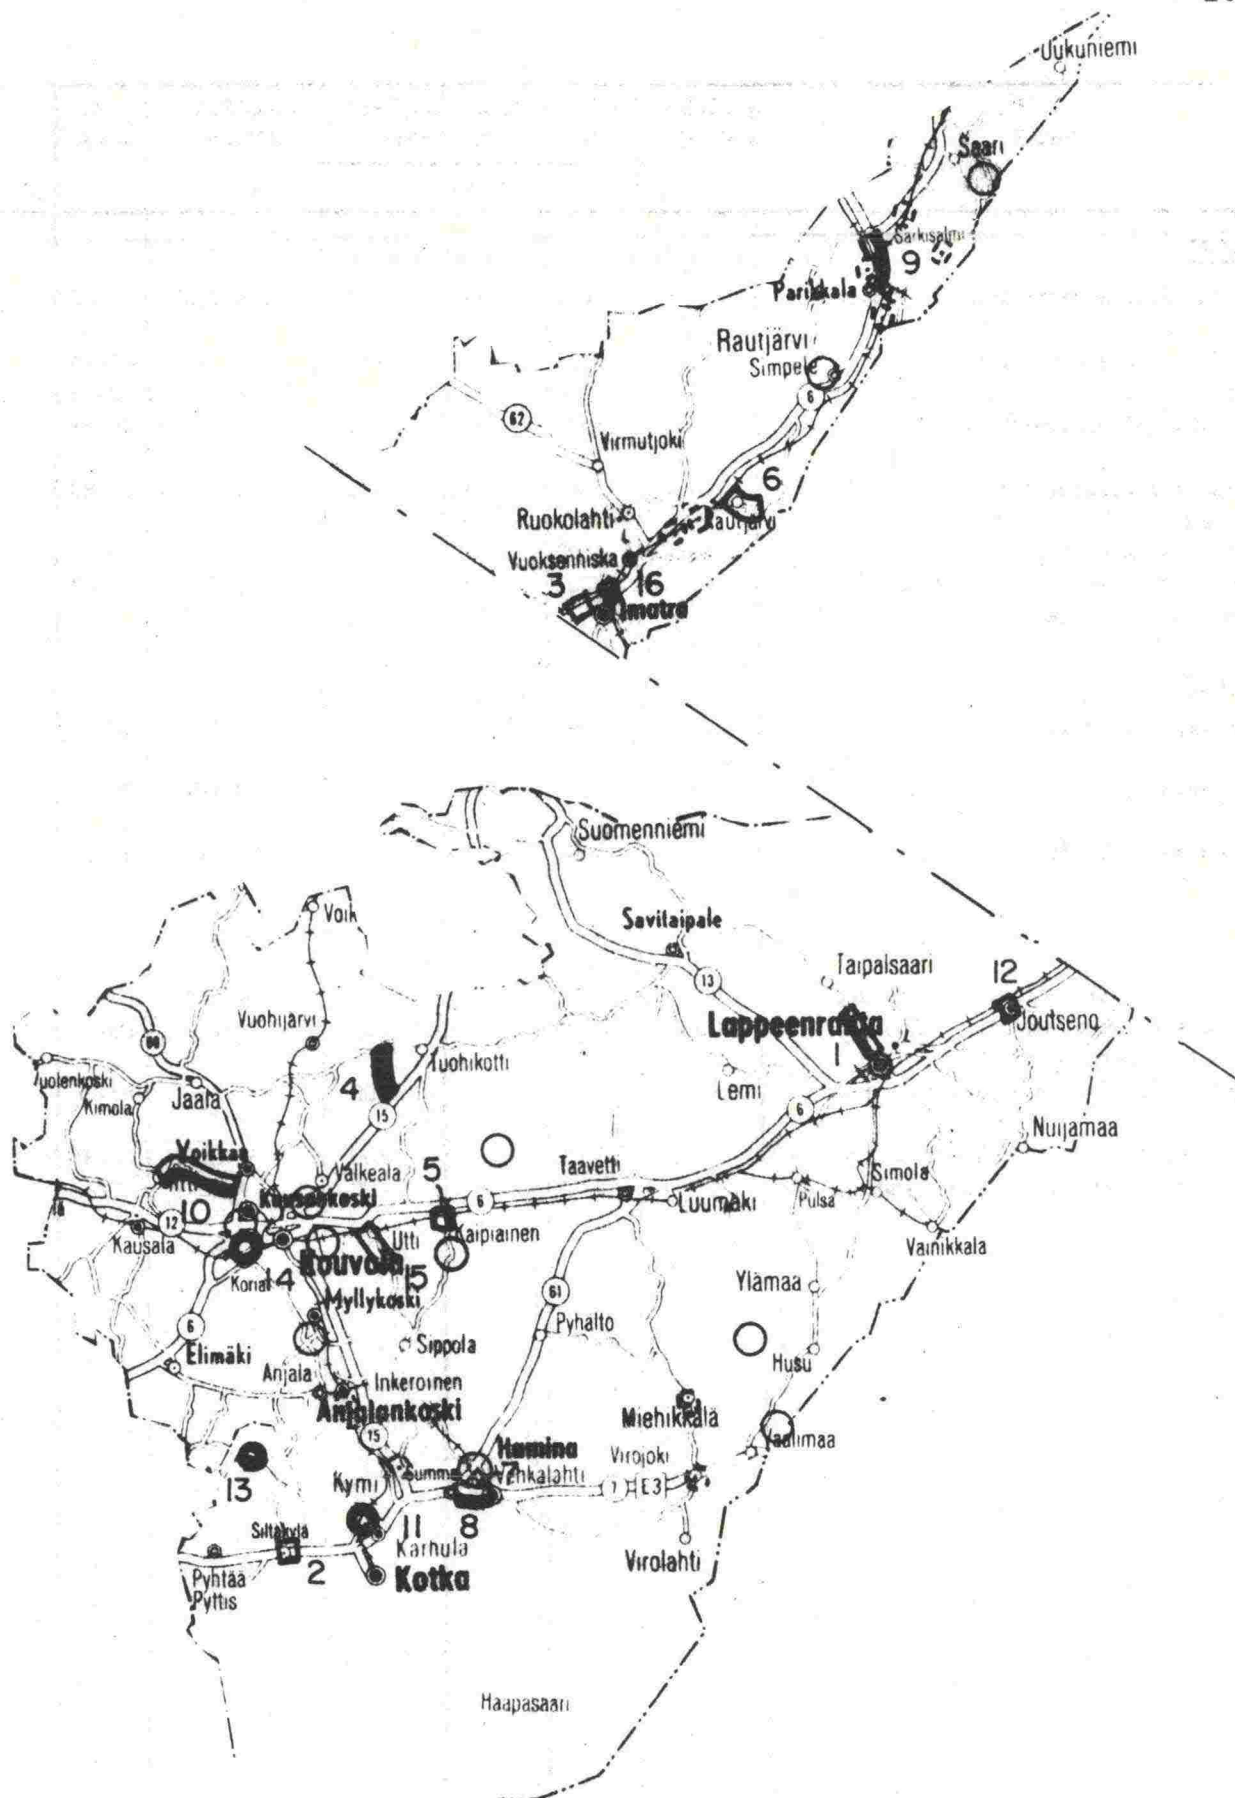 Uukuniemi
Saari
Särkisalmi
9
Parikkala
Rautjärvi
Simpele
6
62
Virmutjoki
6
Ruokolahti
Rautjärvi
Vuoksenniska
3
16
Imatra
Suomenniemi
Savitaipale
Voik
Taipalsaari
12
13
Vuohijärvi
Lappeenranta
Joutseno
60
Tuohikotti
1
Tuolenkoski
4
Lemi
Jaala
Kimola
15
6
Nuijamaa
Voikkaa
Valkeala
5
Taavetti
Simola
Iitti
Kuusankoski
6
Luumäki
Pulsa
10
12
Kausala
Utti
Kaipiainen
Vainikkala
Kouvola
Koria
14
15
Ylämaa
Myllykoski
61
6
Pyhältö
Elimäki
Sippola
Husu
Anjala
Inkeroinen
Anjalankoski
Miehikkälä
15
Hamina
Vaalimaa
Virojoki
7
Summa
Vehkalahti
13
Kymi
7
E3
Siltakylä
11
8
Karhula
Virolahti
2
Pyhtää
Kotka
Pyttis
Haapasaari